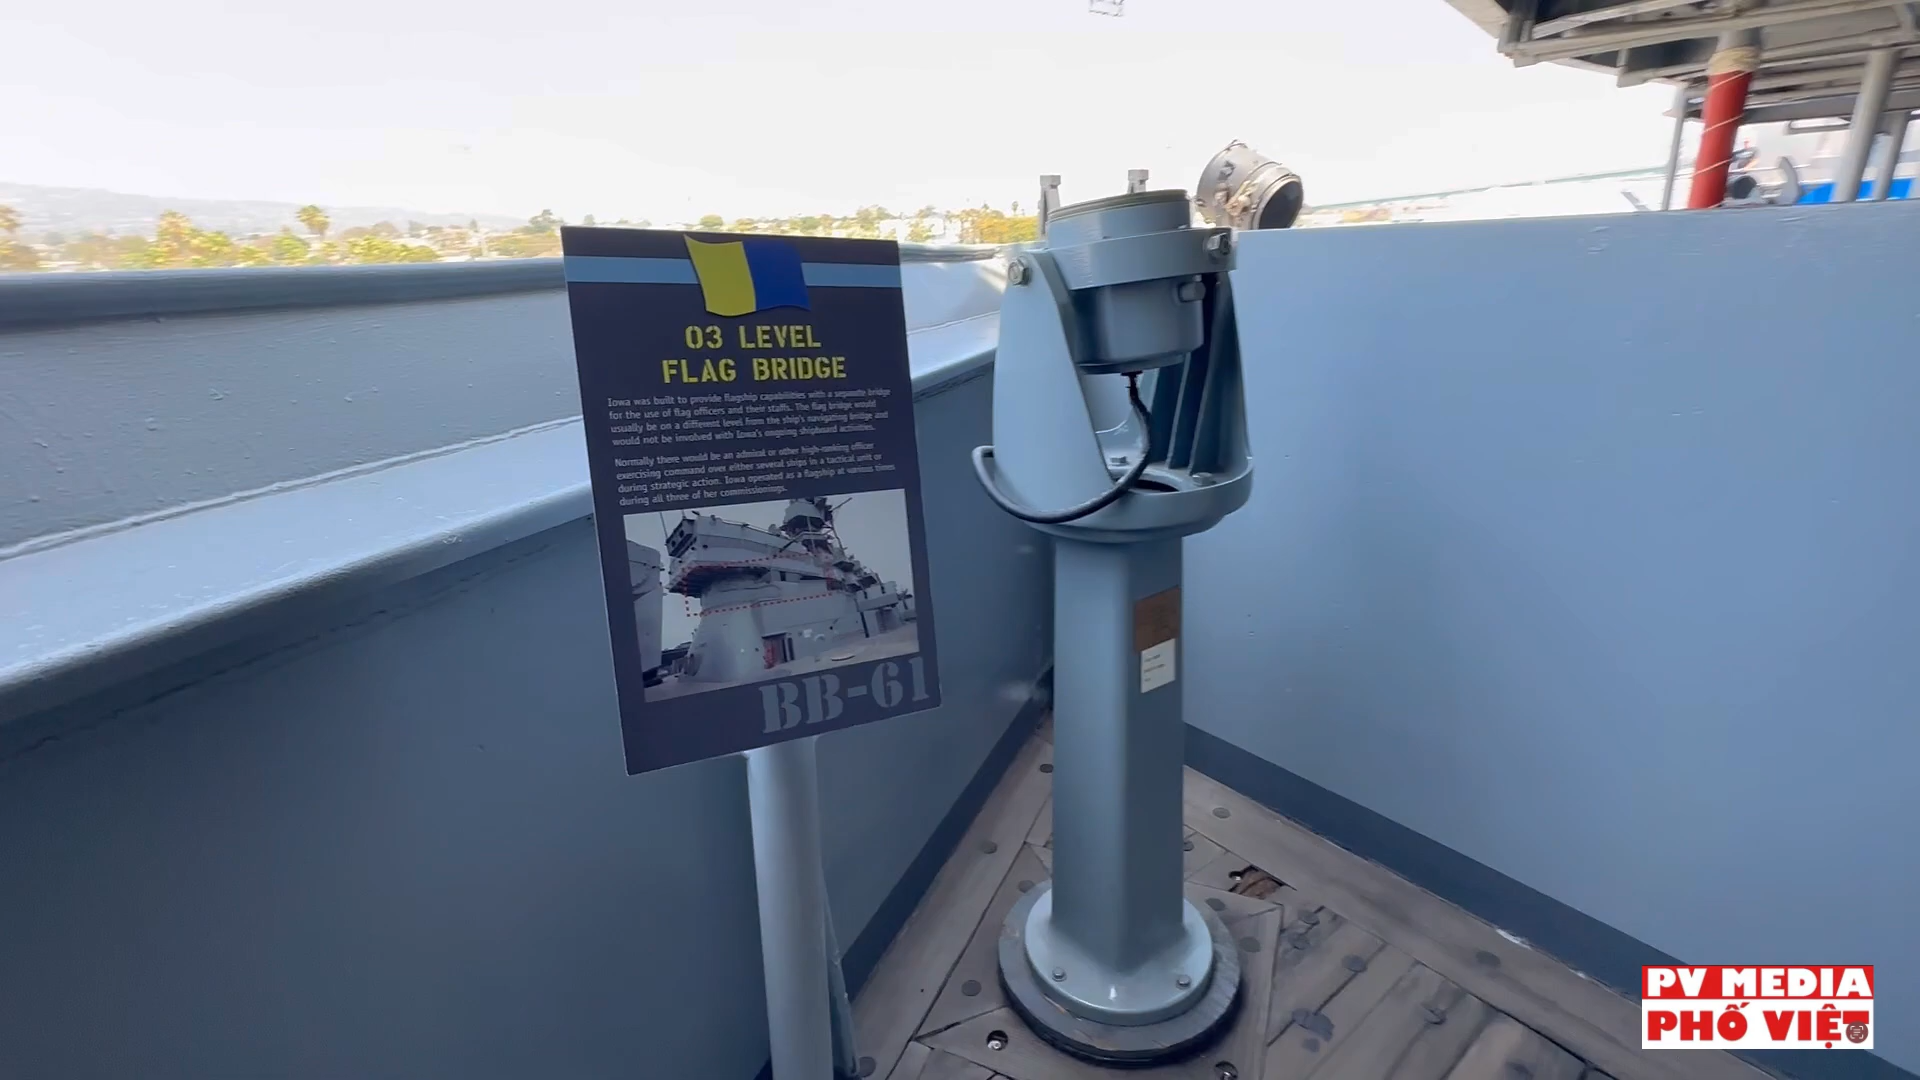 03 LEVEL
FLAG BRIDGE
Iowa was built to provide flagship capabilities with a separate bridge
for the use of flag officers and their staffs. The flag bridge would
usually be on a different level from the ship's navigating bridge and
would not be involved with Iowa's ongoing shipboard activities.
Normally there would be an admiral or other high-ranking officer
exercising command over either several ships in a tactical unit or
during strategic action. Iowa operated as a flagship at various times
during all three of her commissionings.
BB-61
PV MEDIA
PHỐ VIỆT